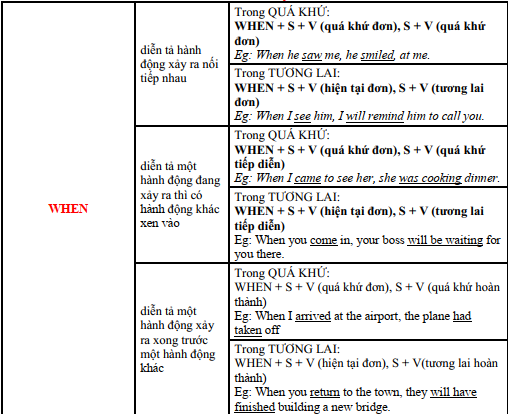 WHEN
diễn tả hành
động xảy ra nối
tiếp nhau
Trong QUÁ KHỨ:
WHEN + S + V (quá khứ đơn), S + V (quá khứ
đơn)
Eg: When he saw me, he smiled, at me.
Trong TƯƠNG LAI:
WHEN + S + V (hiện tại đơn), S + V (tương lai
đơn)
Eg: When I see him, I will remind him to call you.
diễn tả một
hành động đang
xảy ra thì có
hành động khác
xen vào
Trong QUÁ KHỨ:
WHEN + S + V (quá khứ đơn), S + V (quá khứ
tiếp diễn)
Eg: When I came to see her, she was cooking dinner.
Trong TƯƠNG LAI:
WHEN + S + V (hiện tại đơn), S + V (tương lai
tiếp diễn)
Eg: When you come in, your boss will be waiting for
you there.
diễn tả một
hành động xảy
ra xong trước
một hành động
khác
Trong QUÁ KHỨ:
WHEN + S + V (quá khứ đơn), S + V (quá khứ hoàn
thành)
Eg: When I arrived at the airport, the plane had
taken off
Trong TƯƠNG LAI:
WHEN + S + V (hiện tại đơn), S + V(tương lai hoàn
thành)
Eg: When you return to the town, they will have
finished building a new bridge.